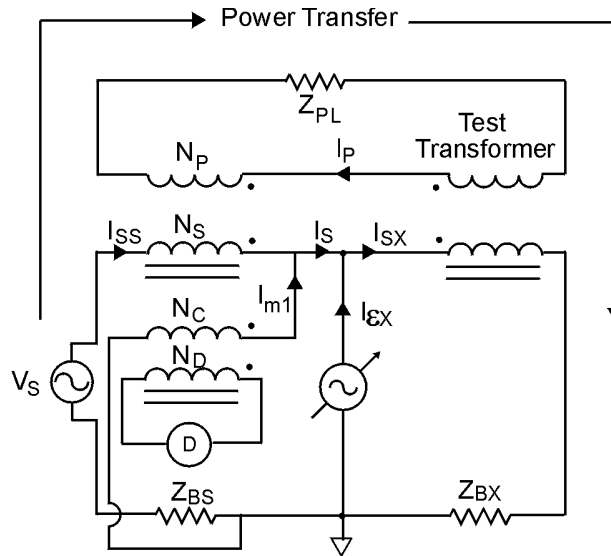 Power Transfer
Z_PL
Test
Transformer
N_P
I_P
I_SS
N_S
I_S
I_SX
N_C
I_m1
N_D
I_εX
V_S
D
Z_BS
Z_BX